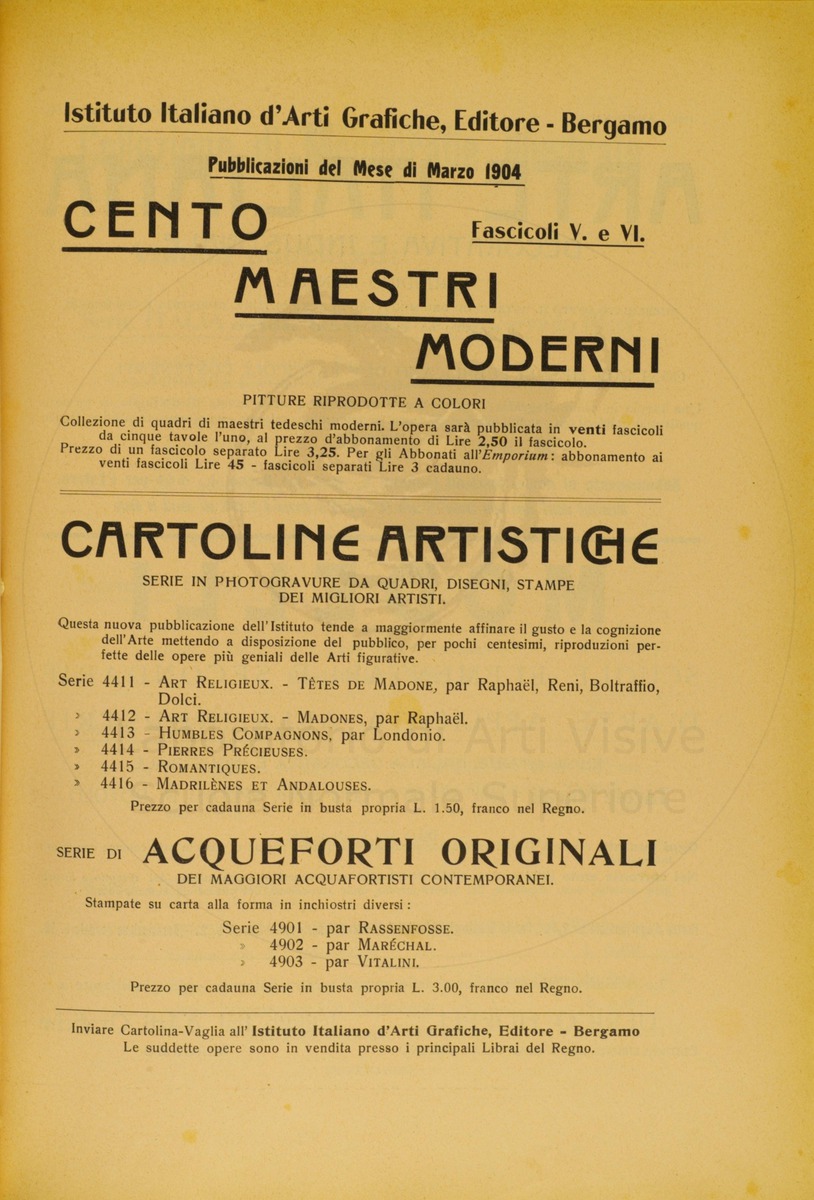 Istituto Italiano d'Arti Grafiche, Editore - Bergamo
Pubblicazioni del Mese di Marzo 1904
CENTO
Fascicoli V. e VI.
MAESTRI
MODERNI
PITTURE RIPRODOTTE A COLORI
Collezione di quadri di maestri tedeschi moderni. L'opera sarà pubblicata in venti fascicoli
da cinque tavole l'uno, al prezzo d'abbonamento di Lire 2,50 il fascicolo.
Prezzo di un fascicolo separato Lire 3,25. Per gli Abbonati all'Emporium: abbonamento ai
venti fascicoli Lire 45 - fascicoli separati Lire 3 cadauno.
CARTOLINE ARTISTICHE
SERIE IN PHOTOGRAVURE DA QUADRI, DISEGNI, STAMPE
DEI MIGLIORI ARTISTI.
Questa nuova pubblicazione dell'Istituto tende a maggiormente affinare il gusto e la cognizione
dell'Arte mettendo a disposizione del pubblico, per pochi centesimi, riproduzioni per-
fette delle opere più geniali delle Arti figurative.
Serie 4411 - ART RELIGIEUX. - TÊTES DE MADONE, par Raphaël, Reni, Boltraffio,
Dolci.
» 4412 - ART RELIGIEUX. - MADONES, par Raphaël.
» 4413 - HUMBLES COMPAGNONS, par Londonio.
» 4414 - PIERRES PRÉCIEUSES.
» 4415 - ROMANTIQUES.
» 4416 - MADRILÈNES ET ANDALOUSES.
Arti Visive
Superiore
Prezzo per cadauna Serie in busta propria L. 1.50, franco nel Regno.
SERIE DI ACQUEFORTI ORIGINALI
DEI MAGGIORI ACQUAFORTISTI CONTEMPORANEI.
Stampate su carta alla forma in inchiostri diversi :
Serie 4901 - par RASSENFOSSE.
» 4902 - par MARÉCHAL.
» 4903 - par VITALINI.
Prezzo per cadauna Serie in busta propria L. 3.00, franco nel Regno.
Inviare Cartolina-Vaglia all' Istituto Italiano d'Arti Grafiche, Editore - Bergamo
Le suddette opere sono in vendita presso i principali Librai del Regno.